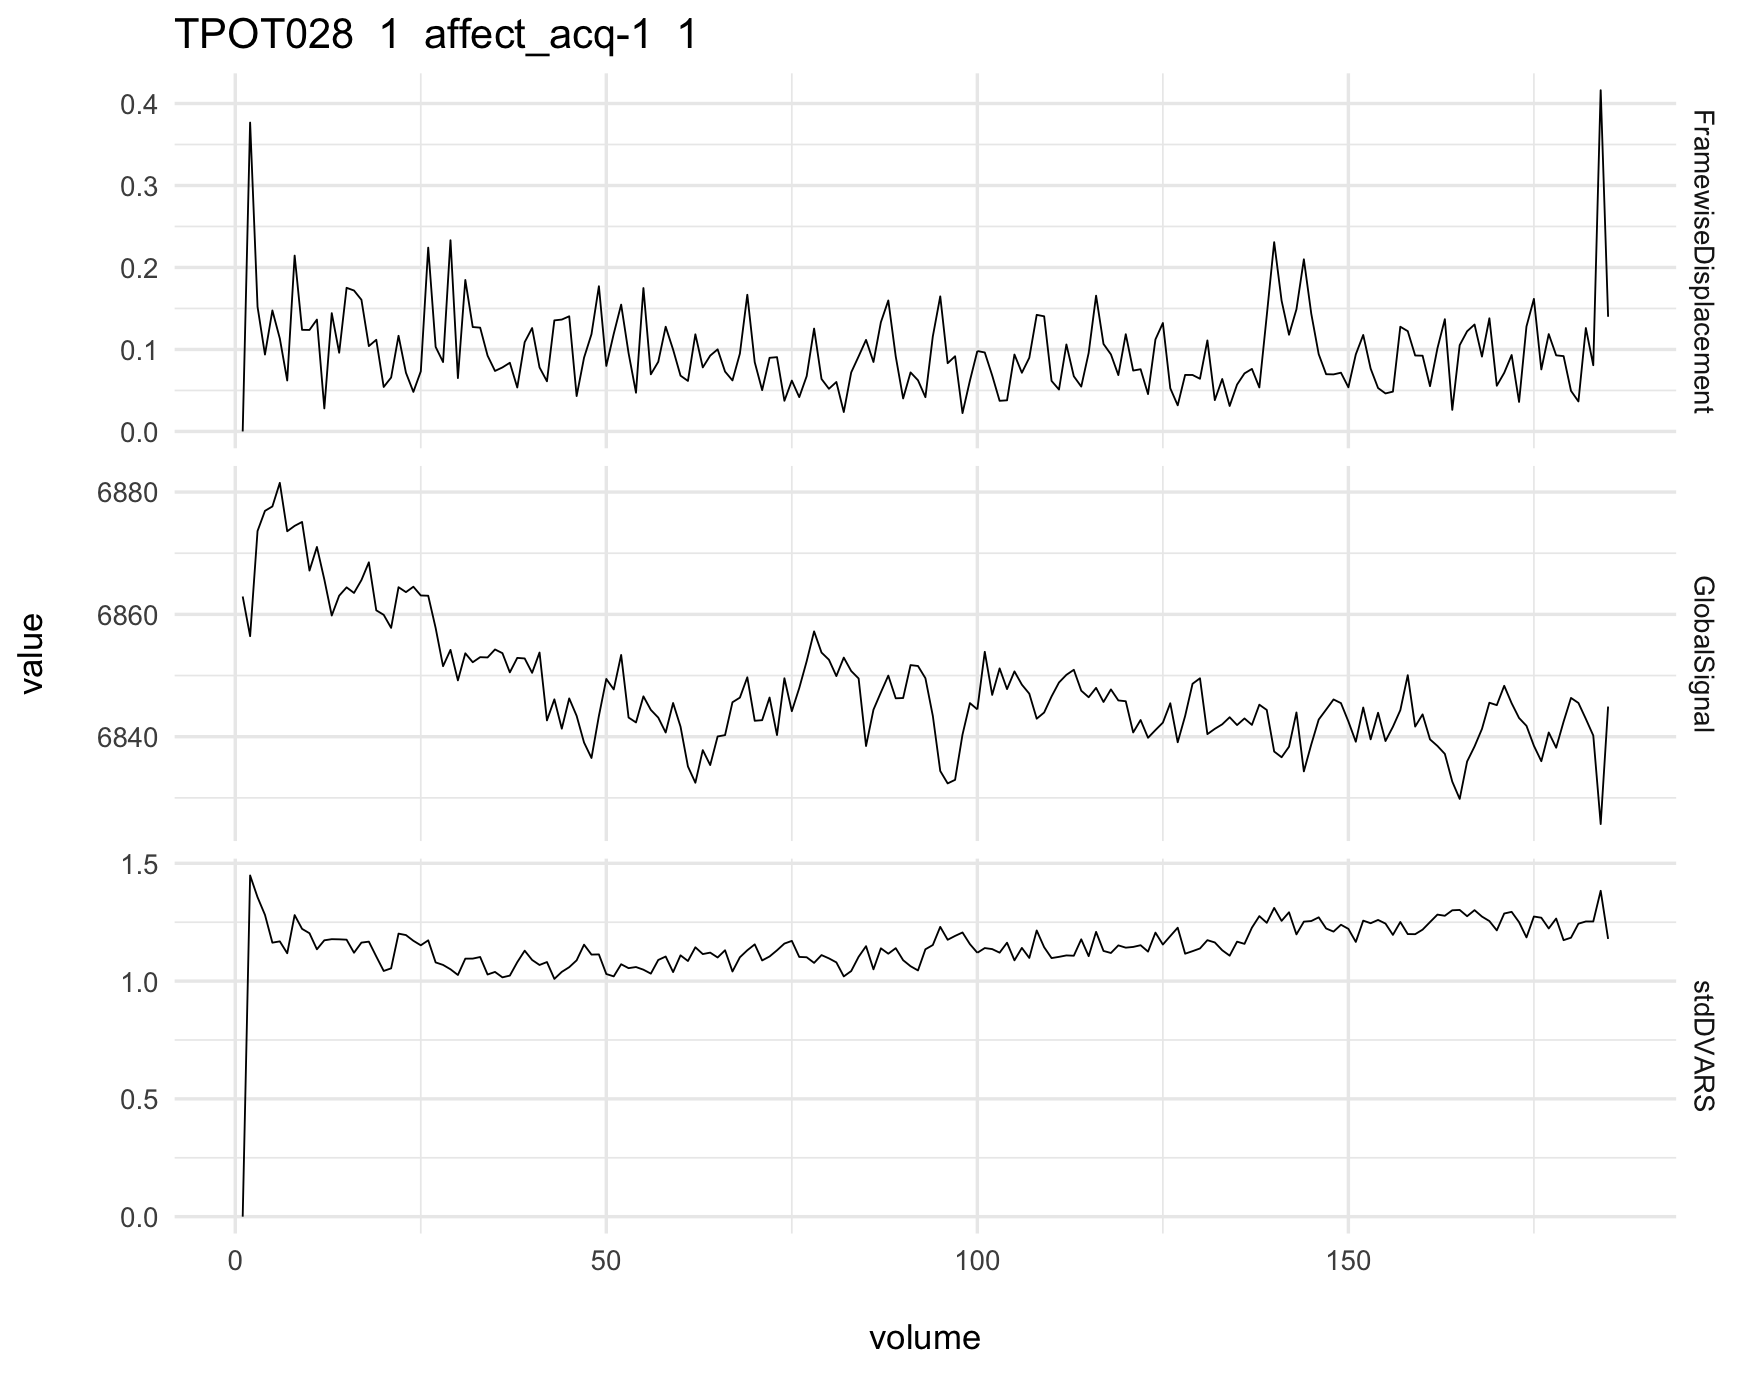 TPOT028 1 affect_acq-1 1
0.4
0.3
0.2
0.1
0.0
FramewiseDisplacement
6880
6860
6840
GlobalSignal
1.5
1.0
0.5
0.0
stdDVARS
value
0 50 100 150
volume